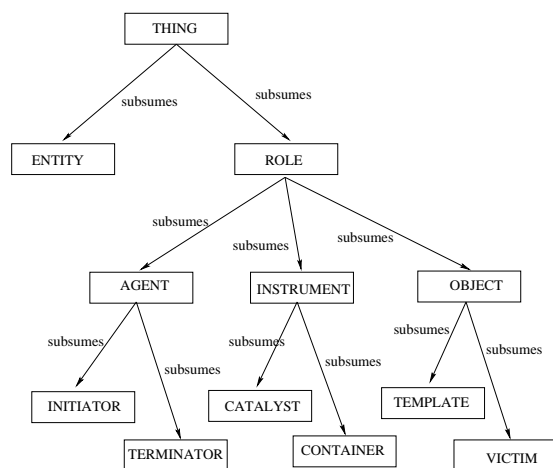 THING
subsumes
subsumes
ENTITY
ROLE
subsumes
subsumes
subsumes
AGENT
INSTRUMENT
OBJECT
subsumes
subsumes
subsumes
subsumes
subsumes
subsumes
INITIATOR
CATALYST
TEMPLATE
TERMINATOR
CONTAINER
VICTIM